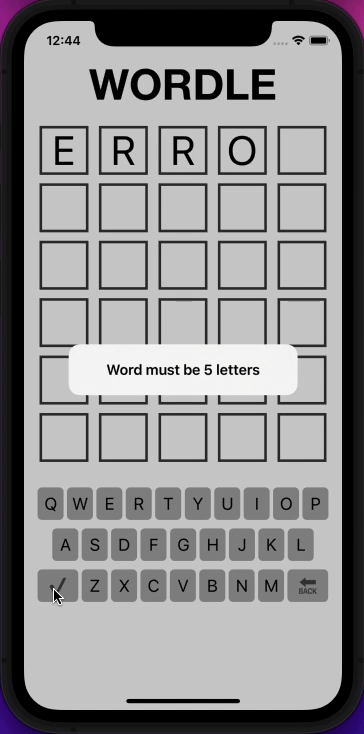 12:44
WORDLE
E R R O
Word must be 5 letters
Q W E R T Y U I O P
A S D F G H J K L
Z X C V B N M BACK